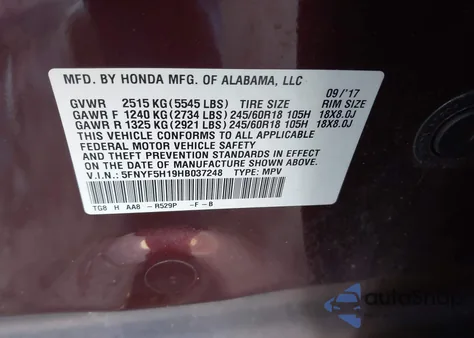 MFD. BY HONDA MFG. OF ALABAMA, LLC
09/'17
GVWR 2515 KG(5545 LBS) TIRE SIZE RIM SIZE
GAWR F 1240 KG(2734 LBS) 245/60R18 105H 18X8.0J
GAWR R 1325 KG(2921 LBS) 245/60R18 105H 18X8.0J
THIS VEHICLE CONFORMS TO ALL APPLICABLE
FEDERAL MOTOR VEHICLE SAFETY AND
THEFT PREVENTION STANDARDS IN EFFECT
ON THE DATE OF MANUFACTURE SHOWN ABOVE.
V.I.N.: 5FNYF5H19HB037248 TYPE: MPV
TG8 H AA8 -R529P -F-B
autoSnap